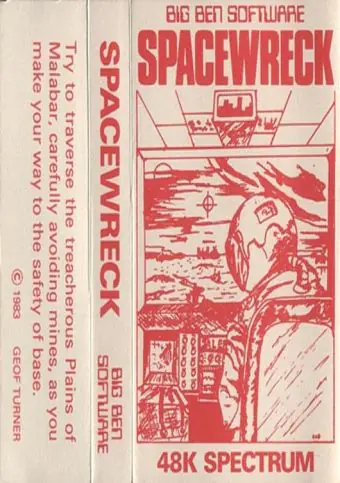 BIG BEN SOFTWARE
SPACEWRECK
48K SPECTRUM
SPACEWRECK
BIG BEN
SOFTWARE
Try to traverse the treacherous Plains of
Malabar, carefully avoiding mines, as you
make your way to the safety of base.
© 1983 GEOF TURNER